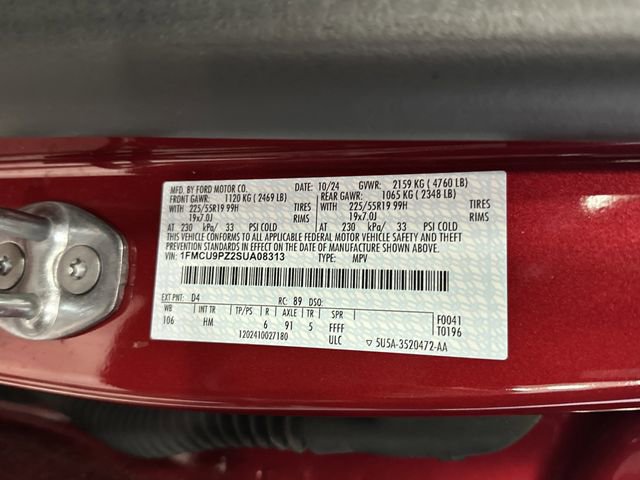 MFD. BY FORD MOTOR CO. DATE: 10/24 GVWR: 2159 KG ( 4760 LB)
FRONT GAWR: 1120 KG ( 2469 LB) REAR GAWR: 1065 KG ( 2348 LB)
WITH 225/55R19 99H TIRES WITH 225/55R19 99H TIRES
19x7.0J RIMS 19x7.0J RIMS
AT 230 kPa/ 33 PSI COLD AT 230 kPa/ 33 PSI COLD
THIS VEHICLE CONFORMS TO ALL APPLICABLE FEDERAL MOTOR VEHICLE SAFETY AND THEFT
PREVENTION STANDARDS IN EFFECT ON THE DATE OF MANUFACTURE SHOWN ABOVE.
VIN: 1FMCU9PZ2SUA08313 TYPE: MPV
EXT PNT: D4 RC: 89 DSO:
WB INT TR TP/PS R AXLE TR SPR F0041
106 HM 6 91 5 FFFF T0196
1202410027180 ULC ▽ 5U5A-3520472-AA